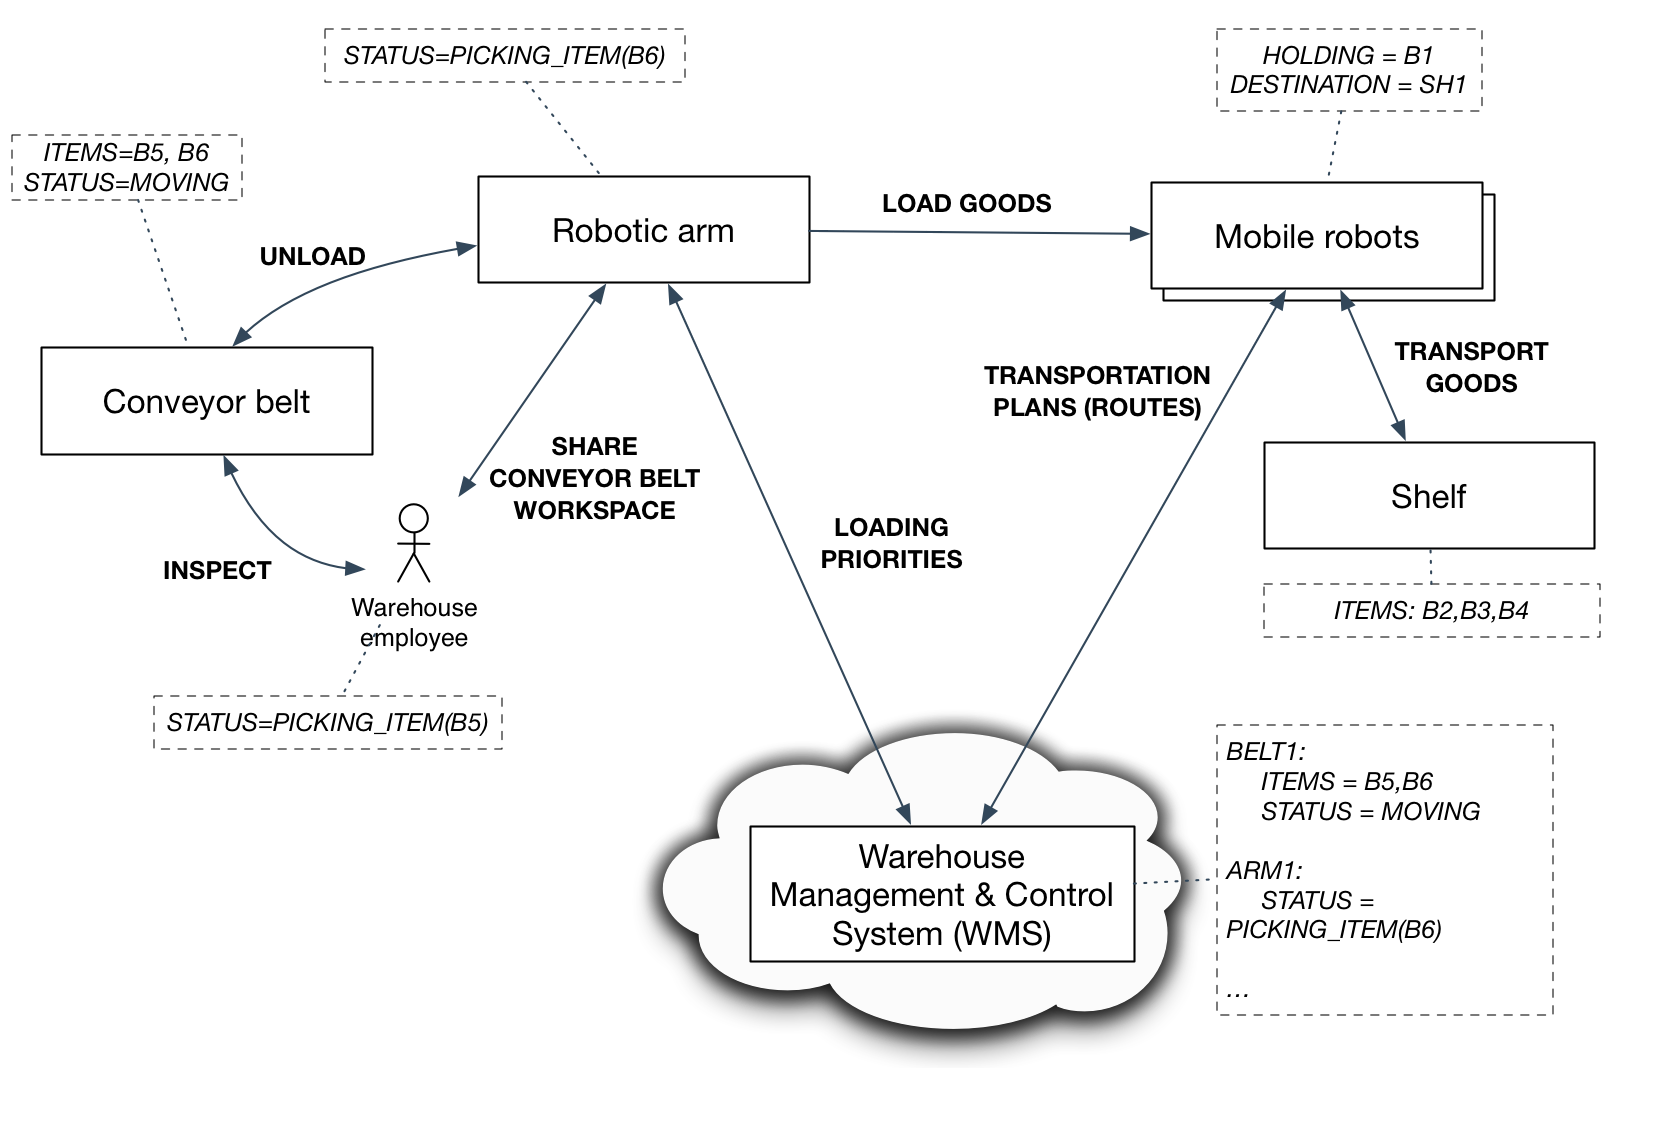 STATUS=PICKING_ITEM(B6)
HOLDING = B1
DESTINATION = SH1
ITEMS=B5, B6
STATUS=MOVING
Robotic arm
LOAD GOODS
Mobile robots
UNLOAD
Conveyor belt
TRANSPORTATION
PLANS (ROUTES)
TRANSPORT
GOODS
SHARE
CONVEYOR BELT
WORKSPACE
Shelf
LOADING
PRIORITIES
INSPECT
Warehouse
employee
ITEMS: B2,B3,B4
STATUS=PICKING_ITEM(B5)
Warehouse
Management & Control
System (WMS)
BELT1:
ITEMS = B5,B6
STATUS = MOVING
ARM1:
STATUS =
PICKING_ITEM(B6)
...